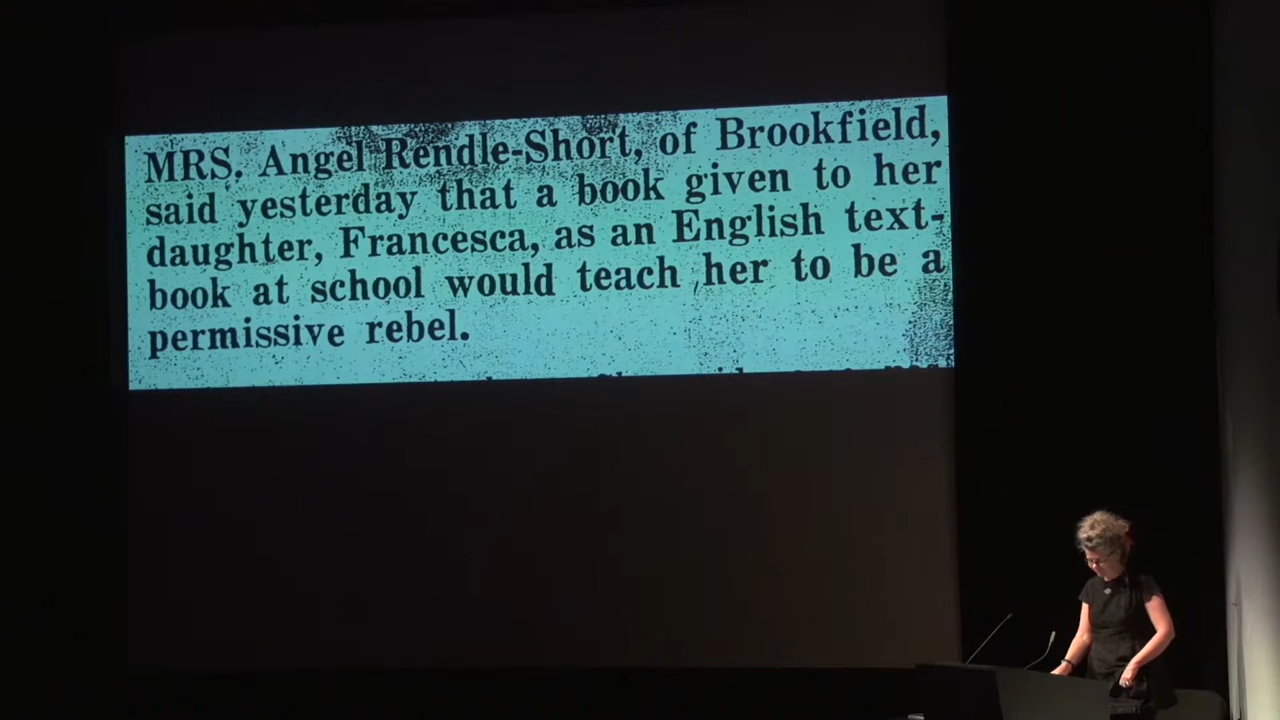 MRS. Angel Rendle-Short, of Brookfield,
said yesterday that a book given to her
daughter, Francesca, as an English text-
book at school would teach her to be a
permissive rebel.